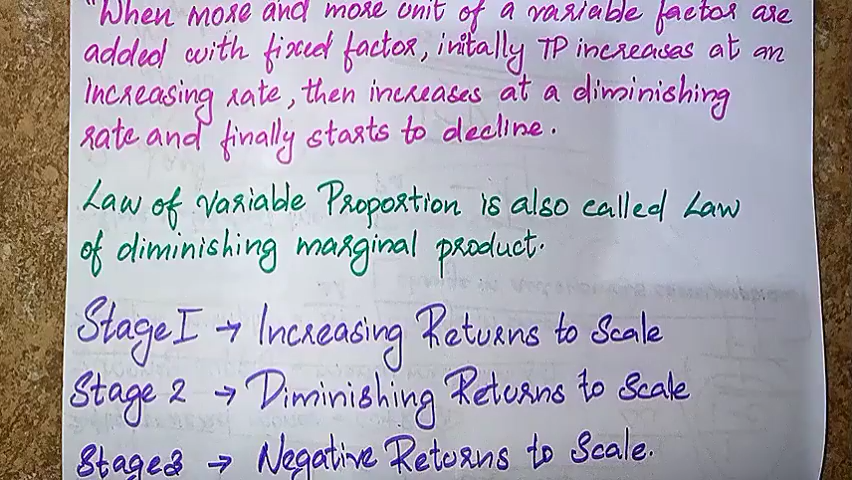 "When more and more unit of a variable factor are
added with fixed factor, initally TP increases at an
increasing rate, then increases at a diminishing
rate and finally starts to decline.
Law of Variable Proportion is also called Law
of diminishing marginal product.
Stage I → Increasing Returns to Scale
Stage 2 → Diminishing Returns to Scale
Stage 3 → Negative Returns to Scale.